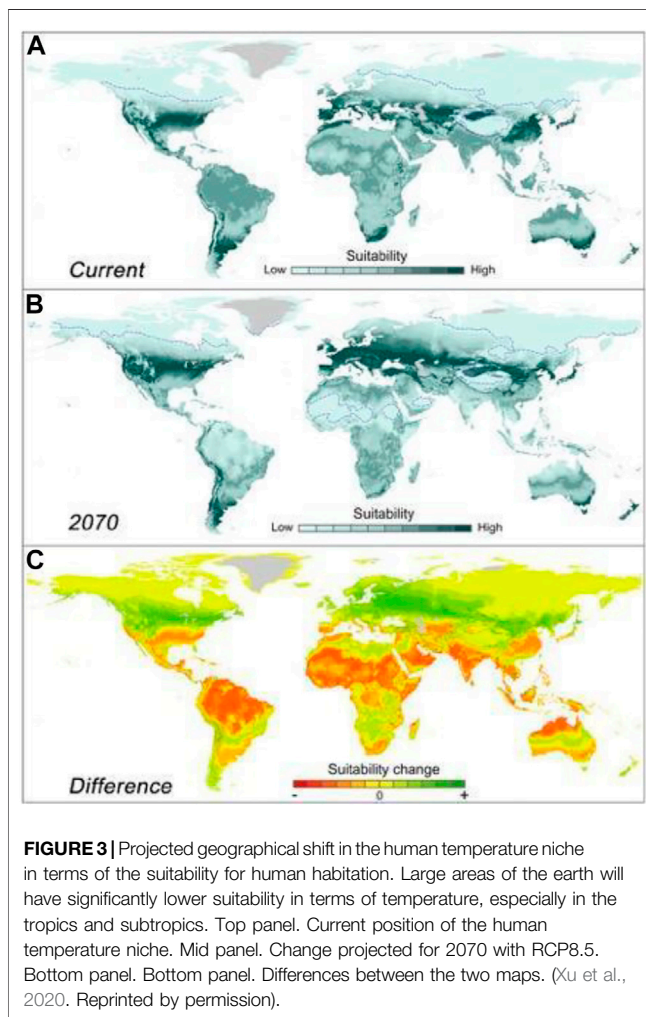 A
Suitability
Low High
Current
B
Suitability
Low High
2070
C
Suitability change
- 0 +
Difference
FIGURE 3 | Projected geographical shift in the human temperature niche
in terms of the suitability for human habitation. Large areas of the earth will
have significantly lower suitability in terms of temperature, especially in the
tropics and subtropics. Top panel. Current position of the human
temperature niche. Mid panel. Change projected for 2070 with RCP8.5.
Bottom panel. Bottom panel. Differences between the two maps. (Xu et al.,
2020. Reprinted by permission).